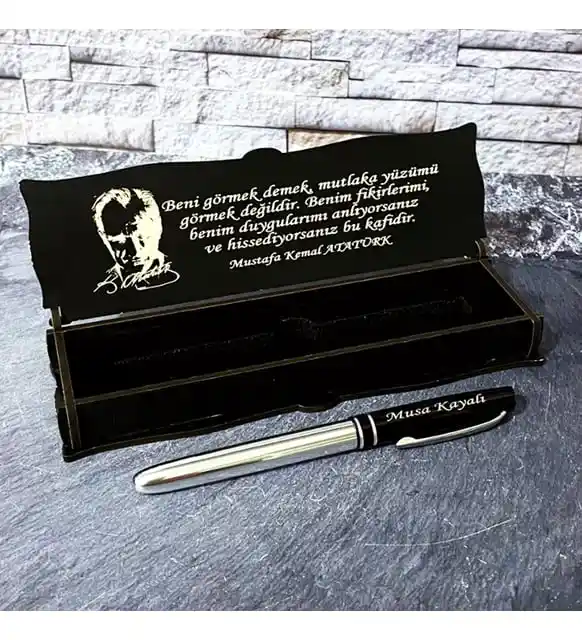 Beni görmek demek, mutlaka yüzümü
görmek değildir. Benim fikirlerimi,
benim duygularımı anlıyorsanız
ve hissediyorsanız bu kafidir.
Mustafa Kemal ATATÜRK
Musa Kayalı